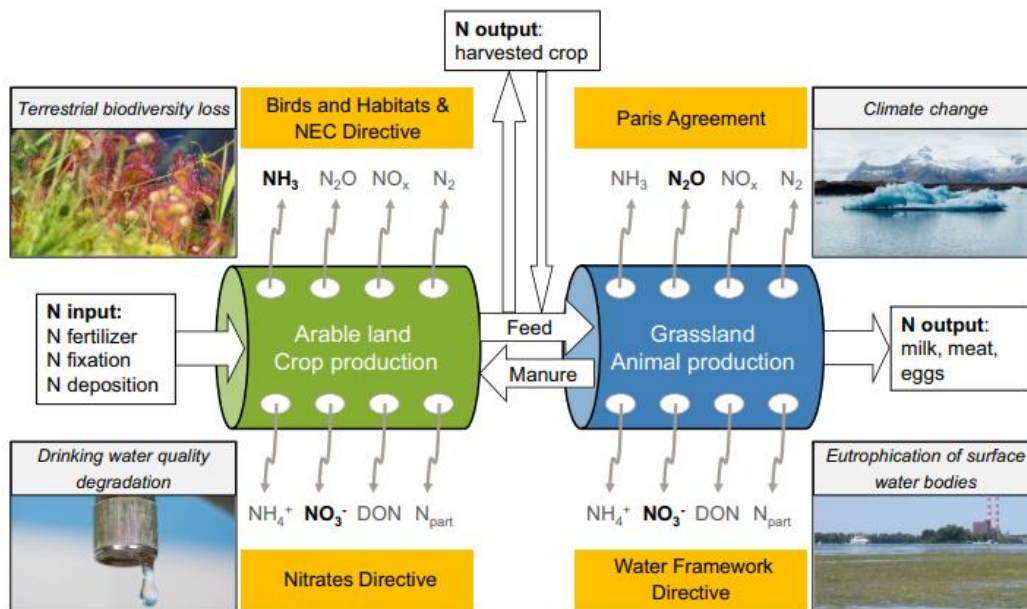 N output:
harvested crop
Terrestrial biodiversity loss
Birds and Habitats &
NEC Directive
Paris Agreement
Climate change
NH₃ N₂O NOₓ N₂
NH₃ N₂O NOₓ N₂
N input:
N fertilizer
N fixation
N deposition
Arable land
Crop production
Feed
Manure
Grassland
Animal production
N output:
milk, meat,
eggs
Drinking water quality
degradation
NH₄⁺ NO₃⁻ DON Nₚₐᵣₜ
NH₄⁺ NO₃⁻ DON Nₚₐᵣₜ
Eutrophication of surface
water bodies
Nitrates Directive
Water Framework
Directive